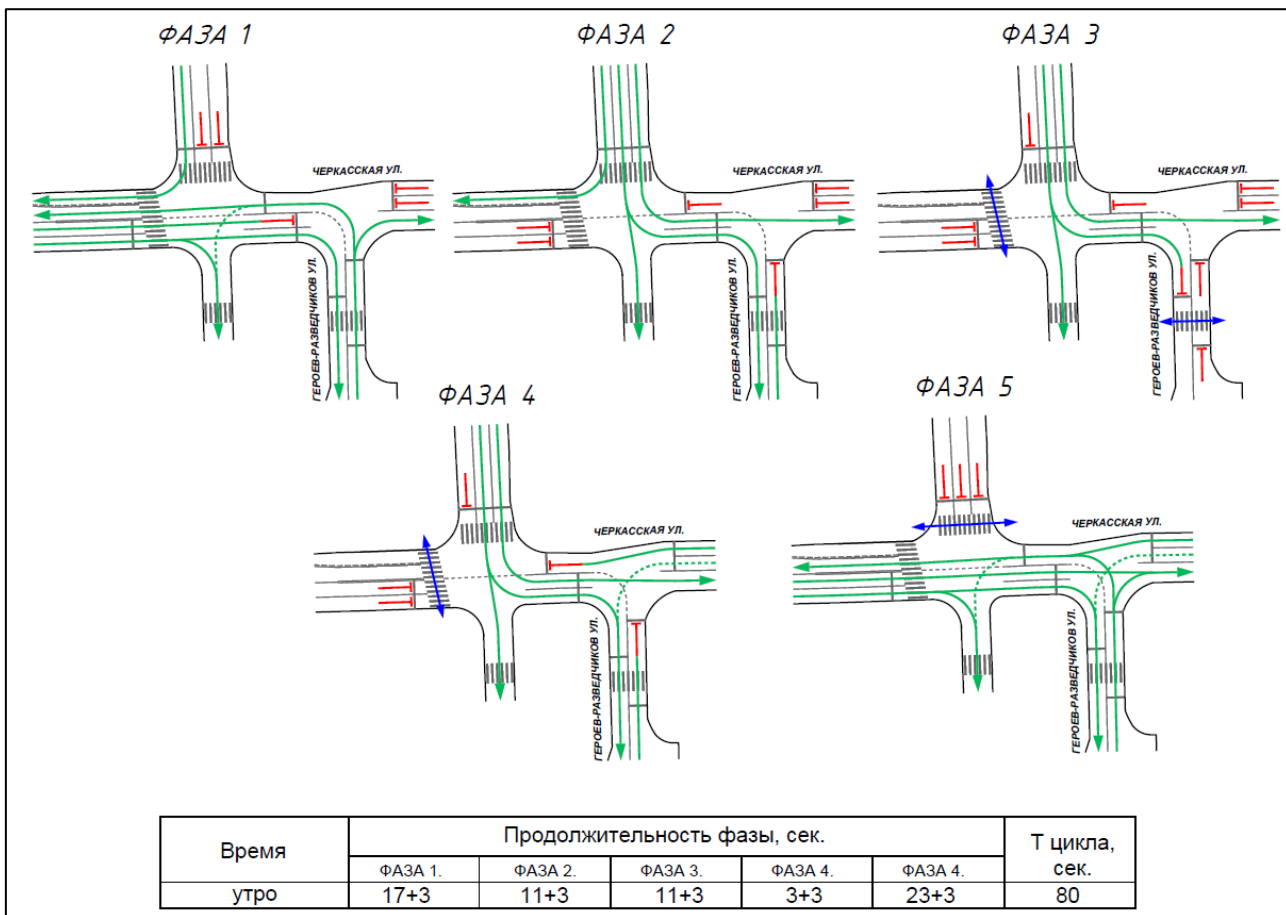 ФАЗА 1
ФАЗА 2
ФАЗА 3
ЧЕРКАССКАЯ УЛ.
ЧЕРКАССКАЯ УЛ.
ЧЕРКАССКАЯ УЛ.
ГЕРОЕВ-РАЗВЕДЧИКОВ УЛ.
ГЕРОЕВ-РАЗВЕДЧИКОВ УЛ.
ГЕРОЕВ-РАЗВЕДЧИКОВ УЛ.
ФАЗА 4
ФАЗА 5
ЧЕРКАССКАЯ УЛ.
ЧЕРКАССКАЯ УЛ.
ГЕРОЕВ-РАЗВЕДЧИКОВ УЛ.
ГЕРОЕВ-РАЗВЕДЧИКОВ УЛ.
Время
Продолжительность фазы, сек.
Т цикла,
сек.
ФАЗА 1. ФАЗА 2. ФАЗА 3. ФАЗА 4. ФАЗА 4.
утро 17+3 11+3 11+3 3+3 23+3 80